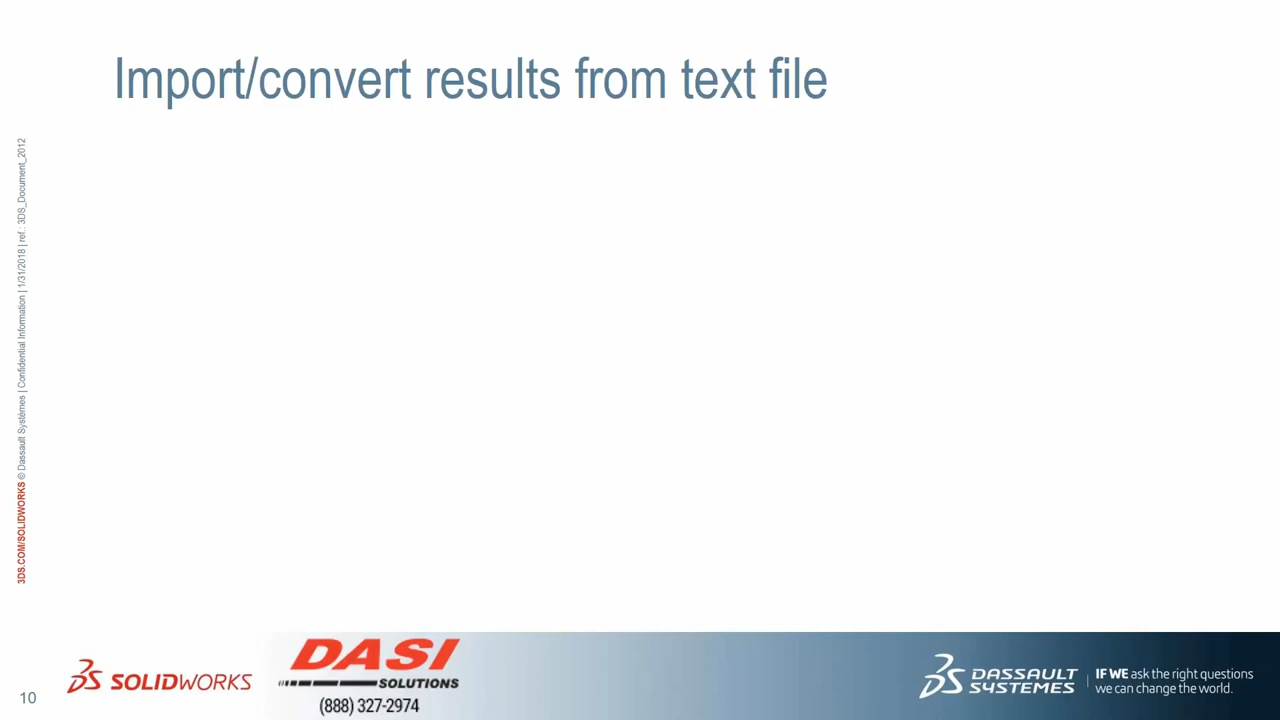 Import/convert results from text file
3DS.COM/SOLIDWORKS © Dassault Systèmes | Confidential Information | 1/31/2018 | ref.: 3DS_Document_2012
10
SOLIDWORKS
DASI
SOLUTIONS
(888) 327-2974
DASSAULT
SYSTEMES
IF WE ask the right questions
we can change the world.